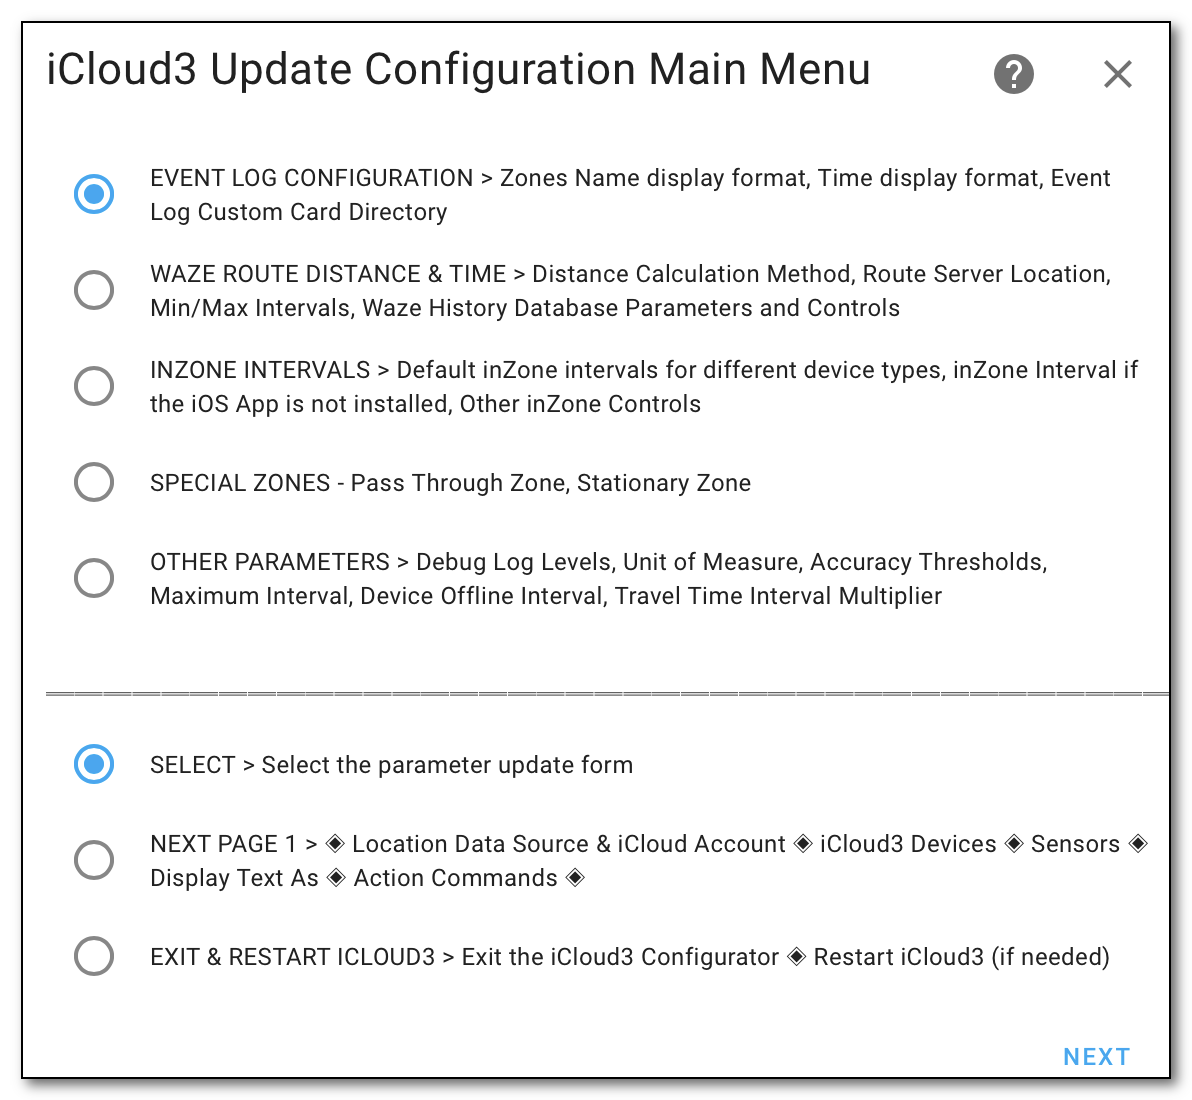 iCloud3 Update Configuration Main Menu
EVENT LOG CONFIGURATION > Zones Name display format, Time display format, Event
Log Custom Card Directory
WAZE ROUTE DISTANCE & TIME > Distance Calculation Method, Route Server Location,
Min/Max Intervals, Waze History Database Parameters and Controls
INZONE INTERVALS > Default inZone intervals for different device types, inZone Interval if
the iOS App is not installed, Other inZone Controls
SPECIAL ZONES - Pass Through Zone, Stationary Zone
OTHER PARAMETERS > Debug Log Levels, Unit of Measure, Accuracy Thresholds,
Maximum Interval, Device Offline Interval, Travel Time Interval Multiplier
SELECT > Select the parameter update form
NEXT PAGE 1 > ◈ Location Data Source & iCloud Account ◈ iCloud3 Devices ◈ Sensors ◈
Display Text As ◈ Action Commands ◈
EXIT & RESTART ICLOUD3 > Exit the iCloud3 Configurator ◈ Restart iCloud3 (if needed)
NEXT